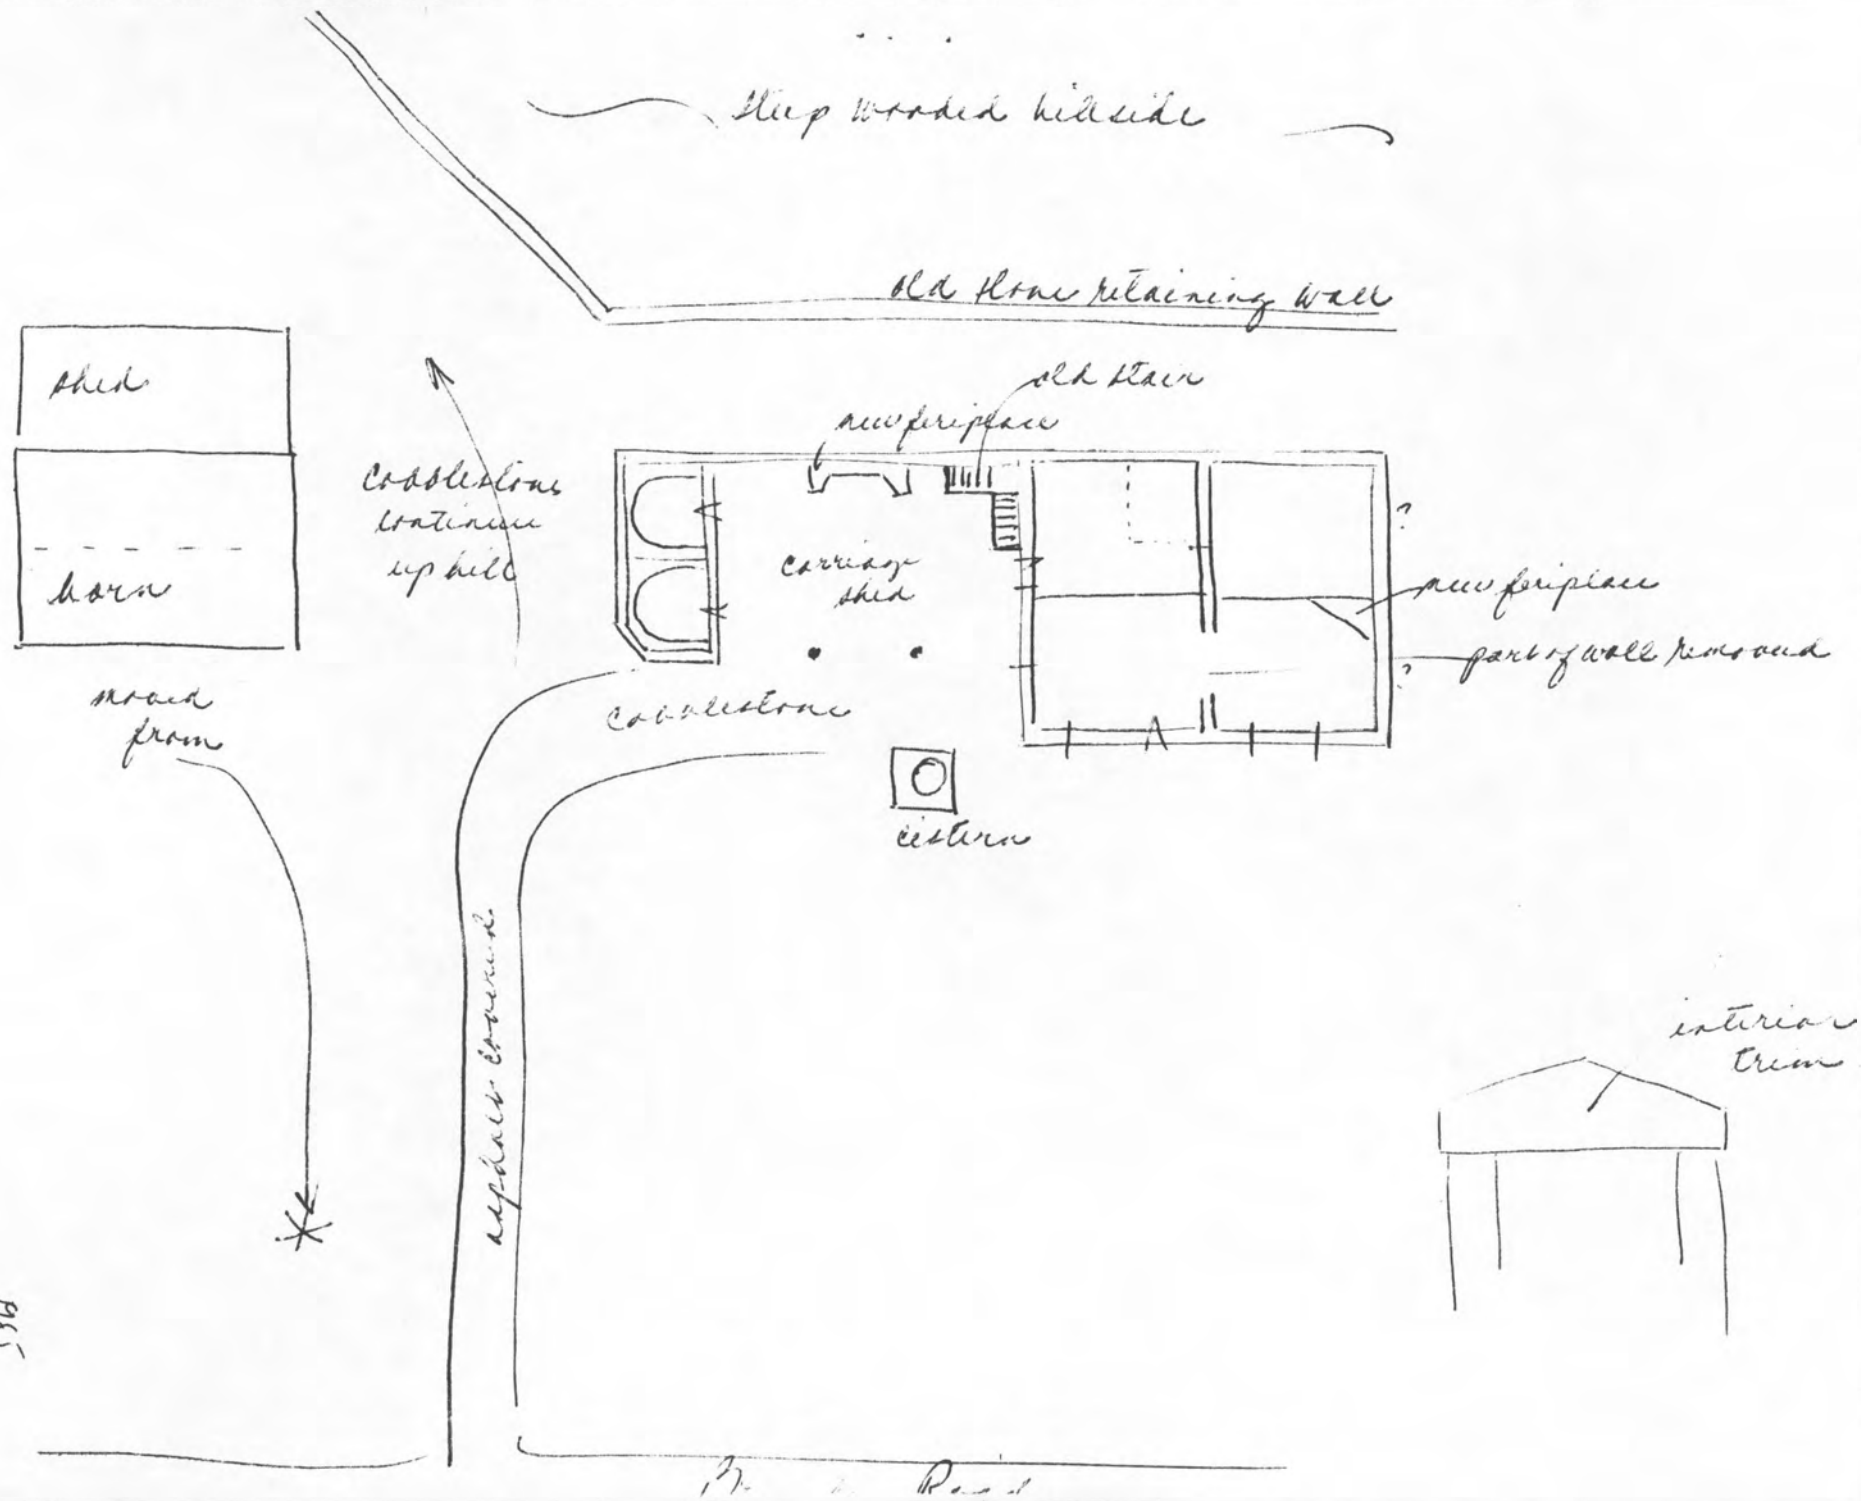 steep wooded hillside
old stone retaining wall
old stair
new fireplace
shed
cobblestone
continue
up hill
barn
carriage
shed
new fireplace
?
?
part of wall removed
moved
from
cobblestone
cistern
asphalt covered
interior
trim
Road